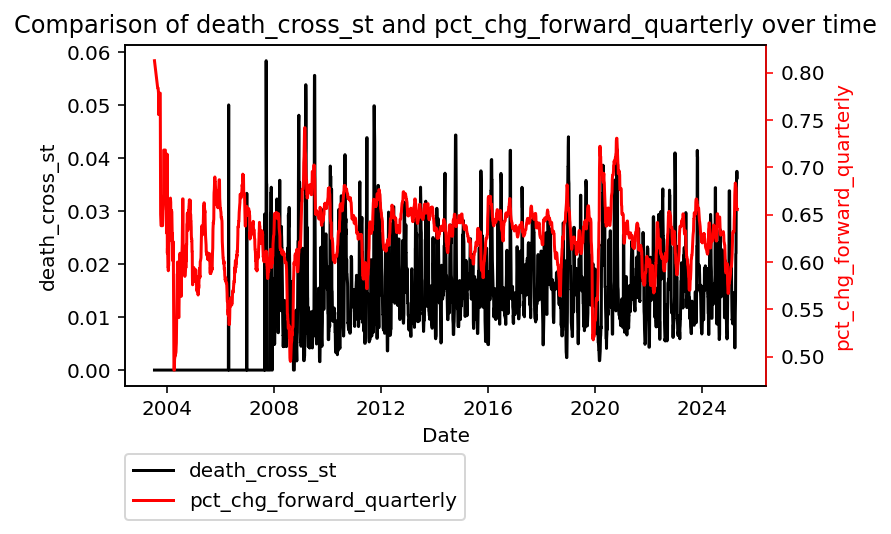 Comparison of death_cross_st and pct_chg_forward_quarterly over time
0.06
0.05
0.04
0.03
0.02
0.01
0.00
death_cross_st
0.80
0.75
0.70
0.65
0.60
0.55
0.50
pct_chg_forward_quarterly
2004 2008 2012 2016 2020 2024
Date
death_cross_st
pct_chg_forward_quarterly